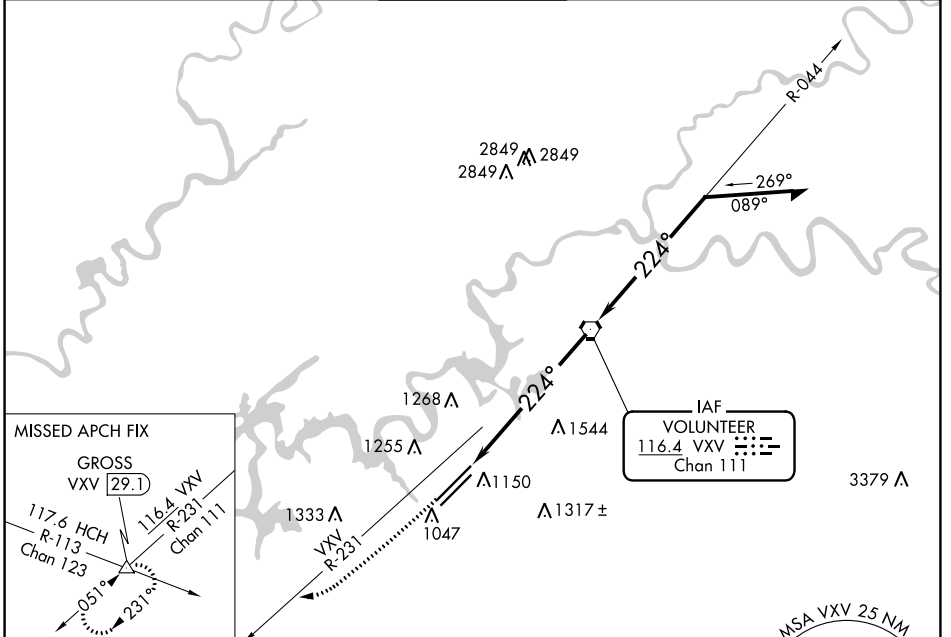 R-044
2849
2849
2849
269°
089°
224°
224°
1268
1255
1544
1150
1333
1047
1317 ±
3379
IAF
VOLUNTEER
116.4 VXV
Chan 111
VXV
R-231
MISSED APCH FIX
GROSS
VXV 29.1
117.6 HCH
R-113
Chan 123
116.4 VXV
R-231
Chan 111
051°
231°
MSA VXV 25 NM